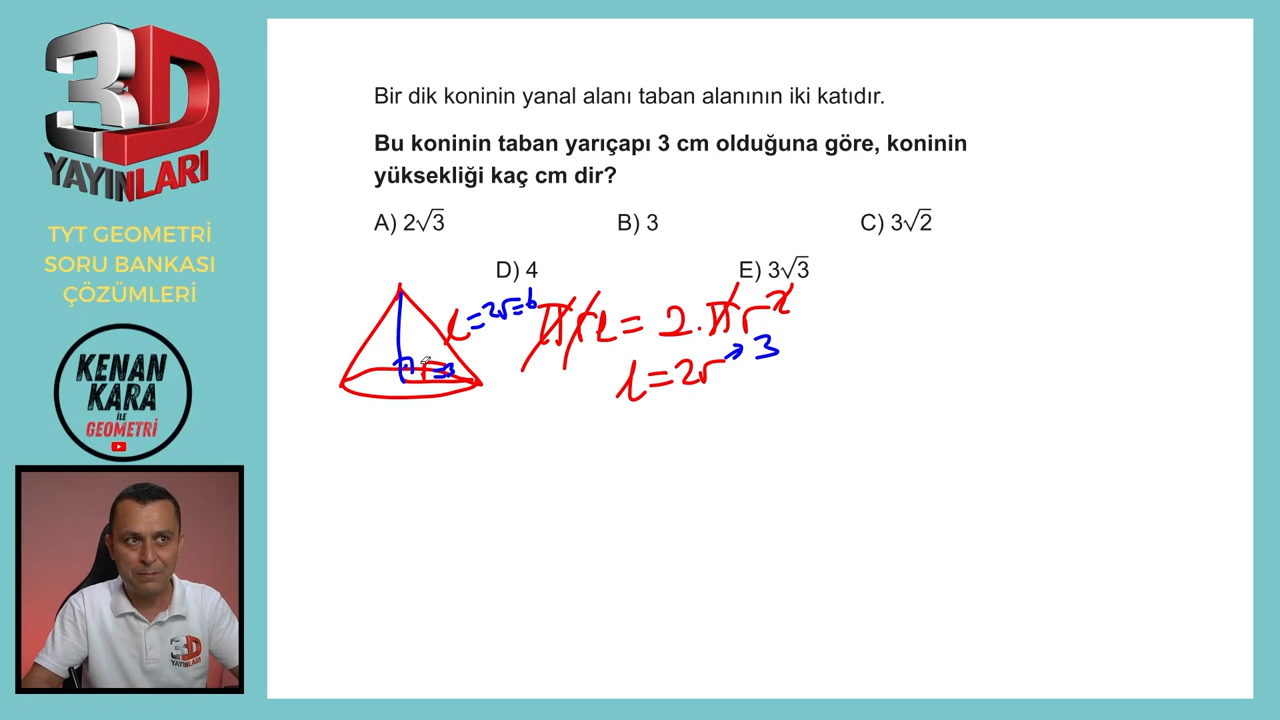 3D
YAYINLARI
TYT GEOMETRİ
SORU BANKASI
ÇÖZÜMLERİ
KENAN
KARA
İLE
GEOMETRİ
3D
YAYINLARI
Bir dik koninin yanal alanı taban alanının iki katıdır.
Bu koninin taban yarıçapı 3 cm olduğuna göre, koninin
yüksekliği kaç cm dir?
A) 2√3 B) 3 C) 3√2
D) 4 E) 3√3
l = 2r = 6
r = 3
πrl = 2.πr²
l = 2r → 3